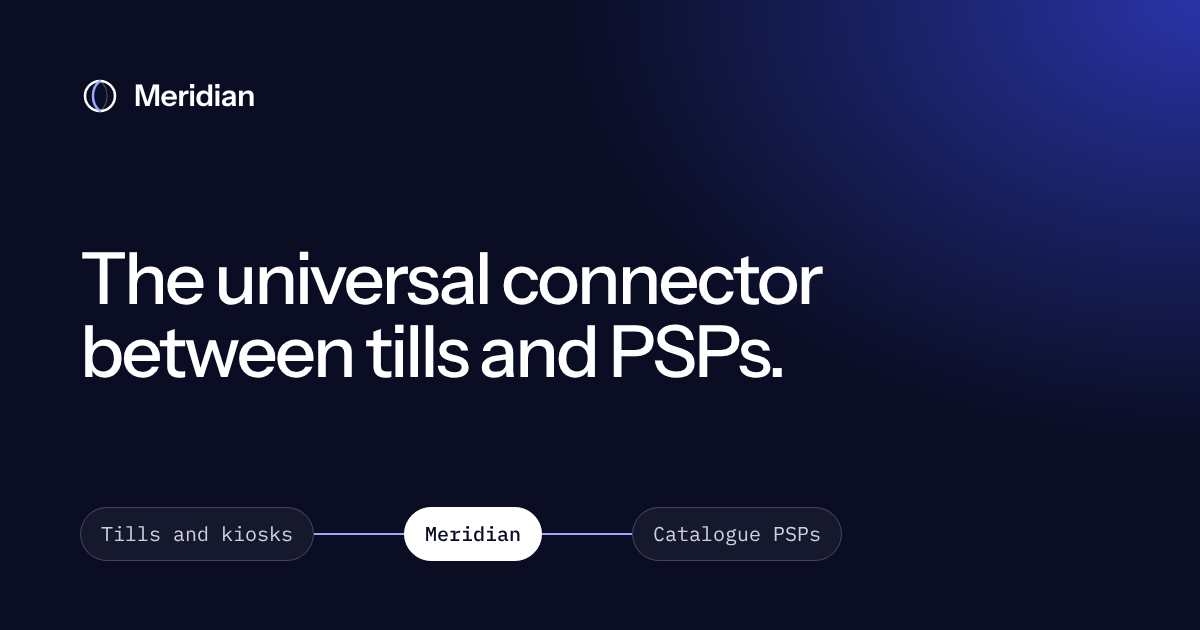 Meridian
The universal connector
between tills and PSPs.
Tills and kiosks
Meridian
Catalogue PSPs